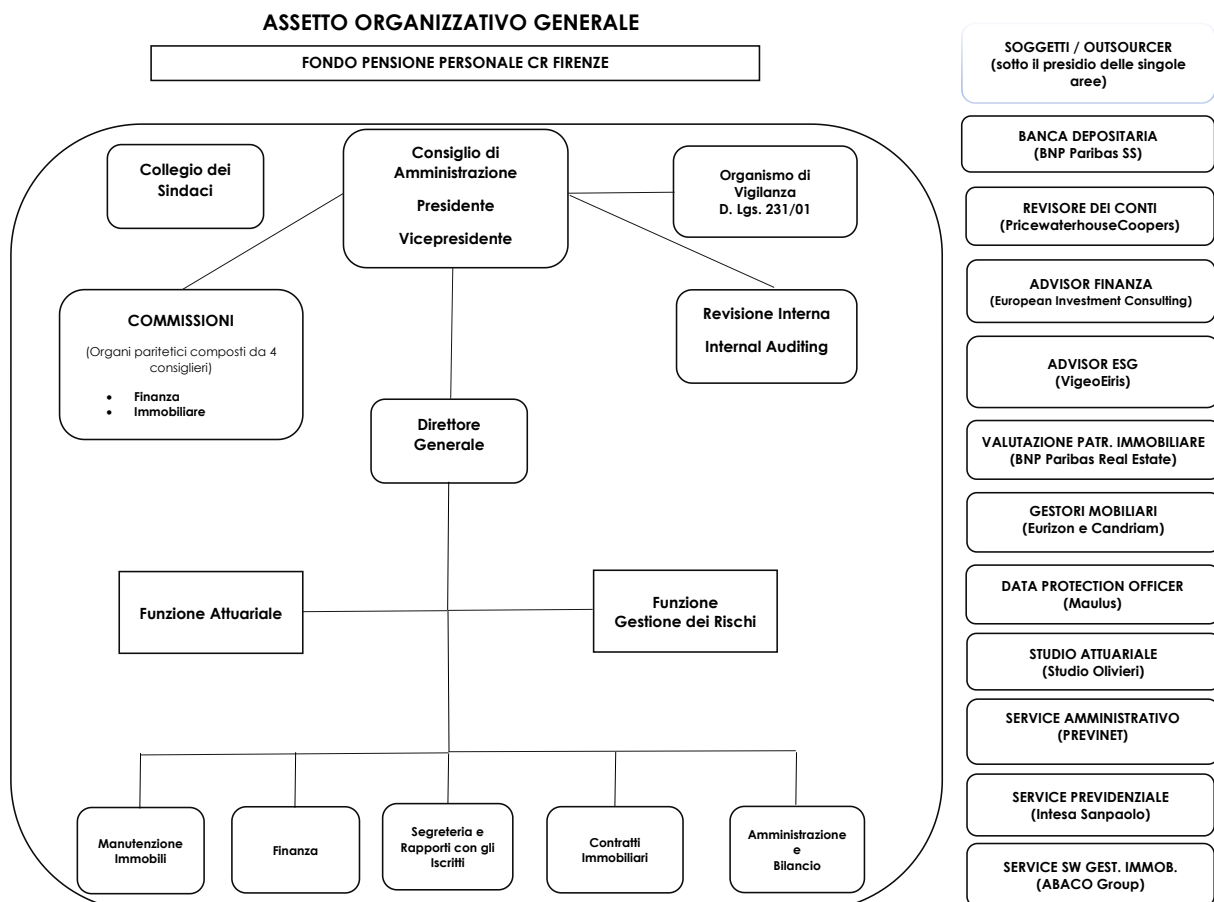 ASSETTO ORGANIZZATIVO GENERALE
FONDO PENSIONE PERSONALE CR FIRENZE
Collegio dei
Sindaci
Consiglio di
Amministrazione
Presidente
Vicepresidente
Organismo di
Vigilanza
D. Lgs. 231/01
COMMISSIONI
(Organi paritetici composti da 4
consiglieri)
• Finanza
• Immobiliare
Revisione Interna
Internal Auditing
Direttore
Generale
Funzione Attuariale
Funzione
Gestione dei Rischi
Manutenzione
Immobili
Finanza
Segreteria e
Rapporti con gli
Iscritti
Contratti
Immobiliari
Amministrazione
e
Bilancio
SOGGETTI / OUTSOURCER
(sotto il presidio delle singole
aree)
BANCA DEPOSITARIA
(BNP Paribas SS)
REVISORE DEI CONTI
(PricewaterhouseCoopers)
ADVISOR FINANZA
(European Investment Consulting)
ADVISOR ESG
(VigeoEiris)
VALUTAZIONE PATR. IMMOBILIARE
(BNP Paribas Real Estate)
GESTORI MOBILIARI
(Eurizon e Candriam)
DATA PROTECTION OFFICER
(Maulus)
STUDIO ATTUARIALE
(Studio Olivieri)
SERVICE AMMINISTRATIVO
(PREVINET)
SERVICE PREVIDENZIALE
(Intesa Sanpaolo)
SERVICE SW GEST. IMMOB.
(ABACO Group)